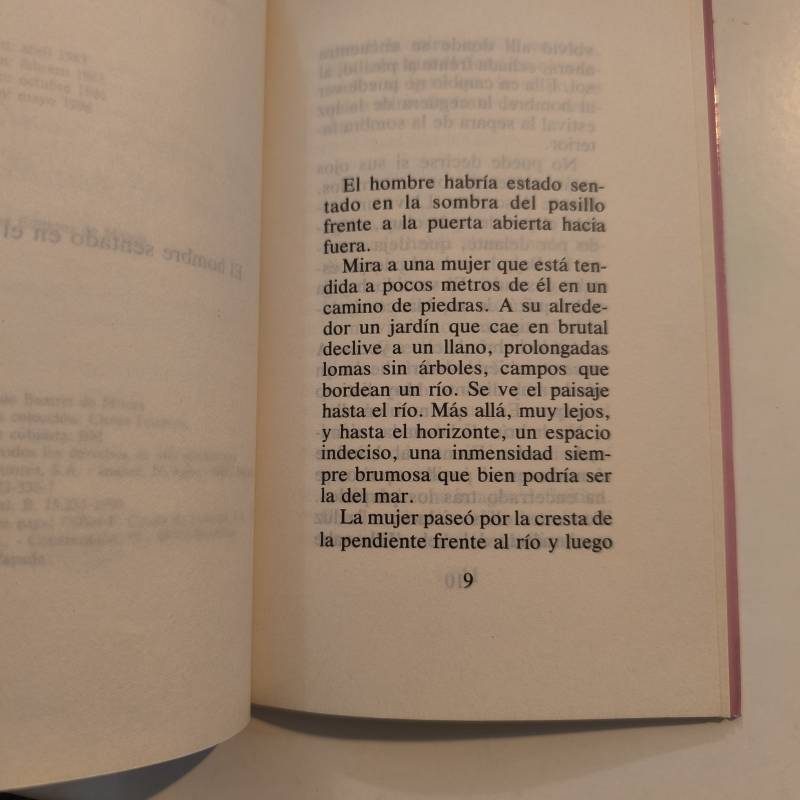 El hombre habría estado sen-
tado en la sombra del pasillo
frente a la puerta abierta hacia
fuera.
Mira a una mujer que está ten-
dida a pocos metros de él en un
camino de piedras. A su alrede-
dor un jardín que cae en brutal
declive a un llano, prolongadas
lomas sin árboles, campos que
bordean un río. Se ve el paisaje
hasta el río. Más allá, muy lejos,
y hasta el horizonte, un espacio
indeciso, una inmensidad siem-
pre brumosa que bien podría ser
la del mar.
La mujer paseó por la cresta de
la pendiente frente al río y luego
9